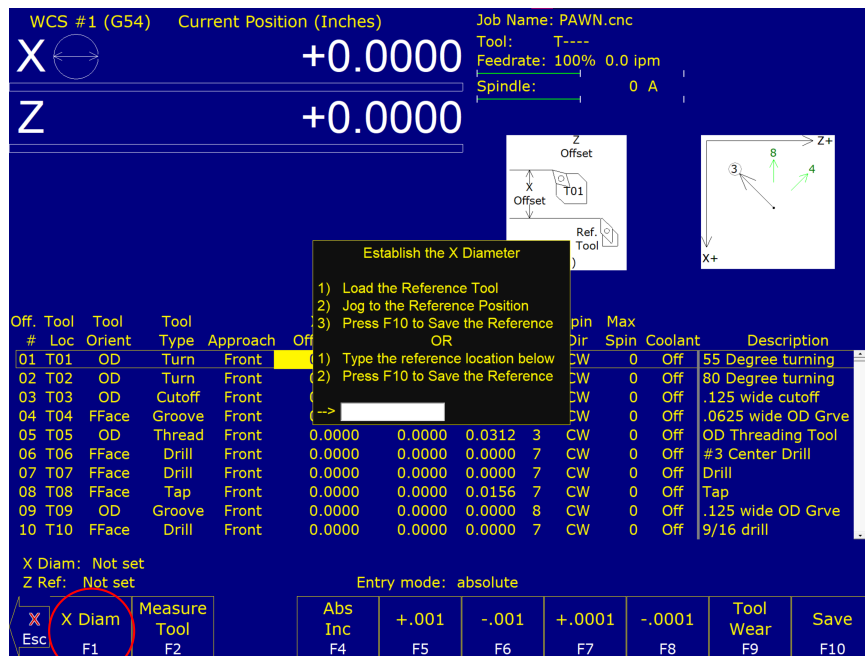 WCS #1 (G54) Current Position (Inches)
X +0.0000
Z +0.0000
Job Name: PAWN.cnc
Tool: T----
Feedrate: 100% 0.0 ipm
Spindle: 0 A
Z
Offset
X
Offset
T01
Ref.
Tool
)
Z+
8
3
4
X+
Establish the X Diameter
1) Load the Reference Tool
2) Jog to the Reference Position
3) Press F10 to Save the Reference
OR
1) Type the reference location below
2) Press F10 to Save the Reference
-->
Off. Tool Tool Tool pin Max
# Loc Orient Type Approach Off Dir Spin Coolant Description
01 T01 OD Turn Front CW 0 Off 55 Degree turning
02 T02 OD Turn Front CW 0 Off 80 Degree turning
03 T03 OD Cutoff Front CW 0 Off .125 wide cutoff
04 T04 FFace Groove Front CW 0 Off .0625 wide OD Grve
05 T05 OD Thread Front 0.0000 0.0000 0.0312 3 CW 0 Off OD Threading Tool
06 T06 FFace Drill Front 0.0000 0.0000 0.0000 7 CW 0 Off #3 Center Drill
07 T07 FFace Drill Front 0.0000 0.0000 0.0000 7 CW 0 Off Drill
08 T08 FFace Tap Front 0.0000 0.0000 0.0156 7 CW 0 Off Tap
09 T09 OD Groove Front 0.0000 0.0000 0.0000 8 CW 0 Off .125 wide OD Grve
10 T10 FFace Drill Front 0.0000 0.0000 0.0000 7 CW 0 Off 9/16 drill
X Diam: Not set
Z Ref: Not set Entry mode: absolute
X Esc
X Diam F1
Measure Tool F2
Abs Inc F4
+.001 F5
-.001 F6
+.0001 F7
-.0001 F8
Tool Wear F9
Save F10